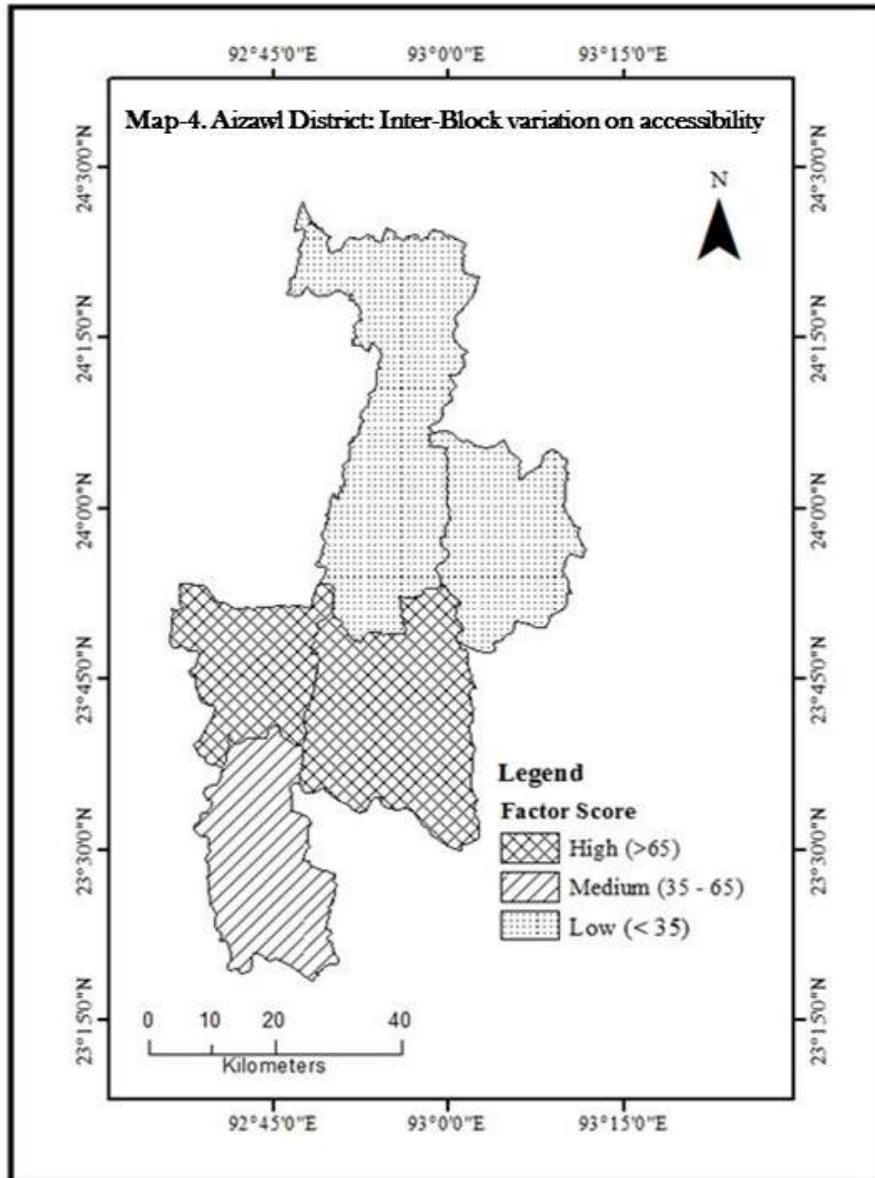 92°45'0"E 93°0'0"E 93°15'0"E
Map-4. Aizawl District: Inter-Block variation on accessibility
N
24°30'0"N 24°30'0"N
24°15'0"N 24°15'0"N
24°0'0"N 24°0'0"N
23°45'0"N 23°45'0"N
23°30'0"N 23°30'0"N
23°15'0"N 23°15'0"N
Legend
Factor Score
High (>65)
Medium (35 - 65)
Low (< 35)
0 10 20 40
Kilometers
92°45'0"E 93°0'0"E 93°15'0"E